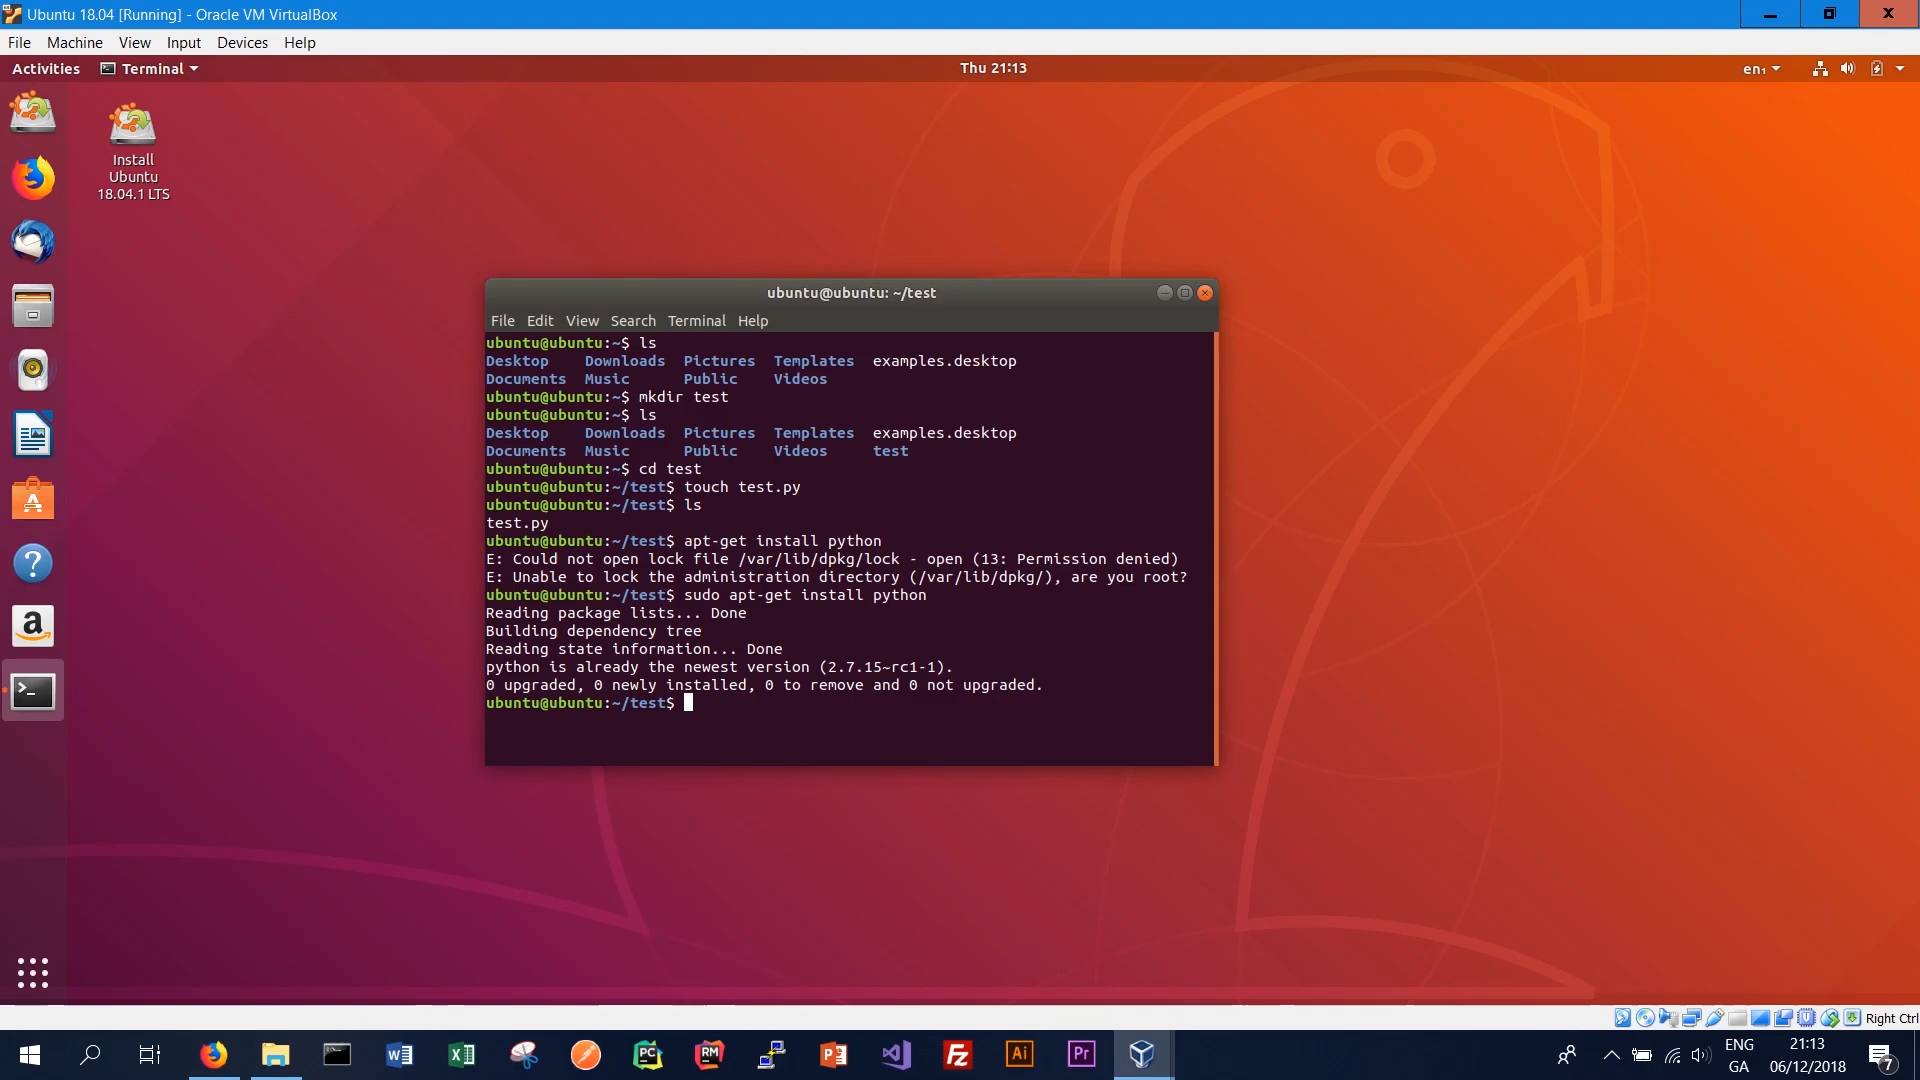 Ubuntu 18.04 [Running] - Oracle VM VirtualBox
File Machine View Input Devices Help
Activities Terminal Thu 21:13 en₁
Install
Ubuntu
18.04.1 LTS
ubuntu@ubuntu: ~/test
File Edit View Search Terminal Help
ubuntu@ubuntu:~$ ls
Desktop Downloads Pictures Templates examples.desktop
Documents Music Public Videos
ubuntu@ubuntu:~$ mkdir test
ubuntu@ubuntu:~$ ls
Desktop Downloads Pictures Templates examples.desktop
Documents Music Public Videos test
ubuntu@ubuntu:~$ cd test
ubuntu@ubuntu:~/test$ touch test.py
ubuntu@ubuntu:~/test$ ls
test.py
ubuntu@ubuntu:~/test$ apt-get install python
E: Could not open lock file /var/lib/dpkg/lock - open (13: Permission denied)
E: Unable to lock the administration directory (/var/lib/dpkg/), are you root?
ubuntu@ubuntu:~/test$ sudo apt-get install python
Reading package lists... Done
Building dependency tree
Reading state information... Done
python is already the newest version (2.7.15~rc1-1).
0 upgraded, 0 newly installed, 0 to remove and 0 not upgraded.
ubuntu@ubuntu:~/test$
Right Ctrl
PC RM Fz Ai Pr
ENG 21:13
GA 06/12/2018 7